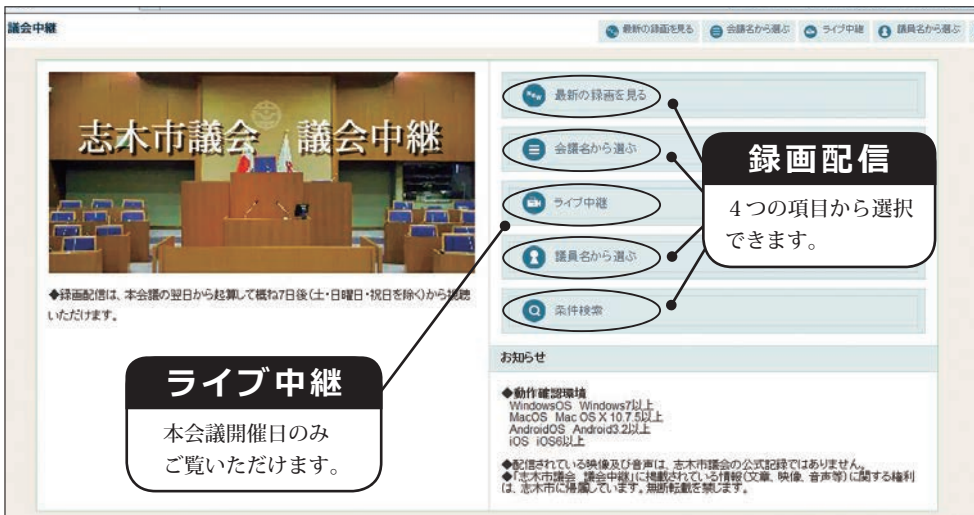 議会中継
最新の録画を見る 会議名から選ぶ ライブ中継 議員名から選ぶ
志木市議会 議会中継
◆録画配信は、本会議の翌日から起算して概ね7日後(土・日曜日・祝日を除く)から視聴
いただけます。
最新の録画を見る
会議名から選ぶ
ライブ中継
議員名から選ぶ
条件検索
録画配信
4つの項目から選択
できます。
ライブ中継
本会議開催日のみ
ご覧いただけます。
お知らせ
◆動作確認環境
WindowsOS Windows7以上
MacOS Mac OS X 10.7.5以上
AndroidOS Android3.2以上
iOS iOS6以上
◆配信されている映像及び音声は、志木市議会の公式記録ではありません。
◆「志木市議会 議会中継」に掲載されている情報(文章、映像、音声等)に関する権利
は、志木市に帰属しています。無断転載を禁じます。